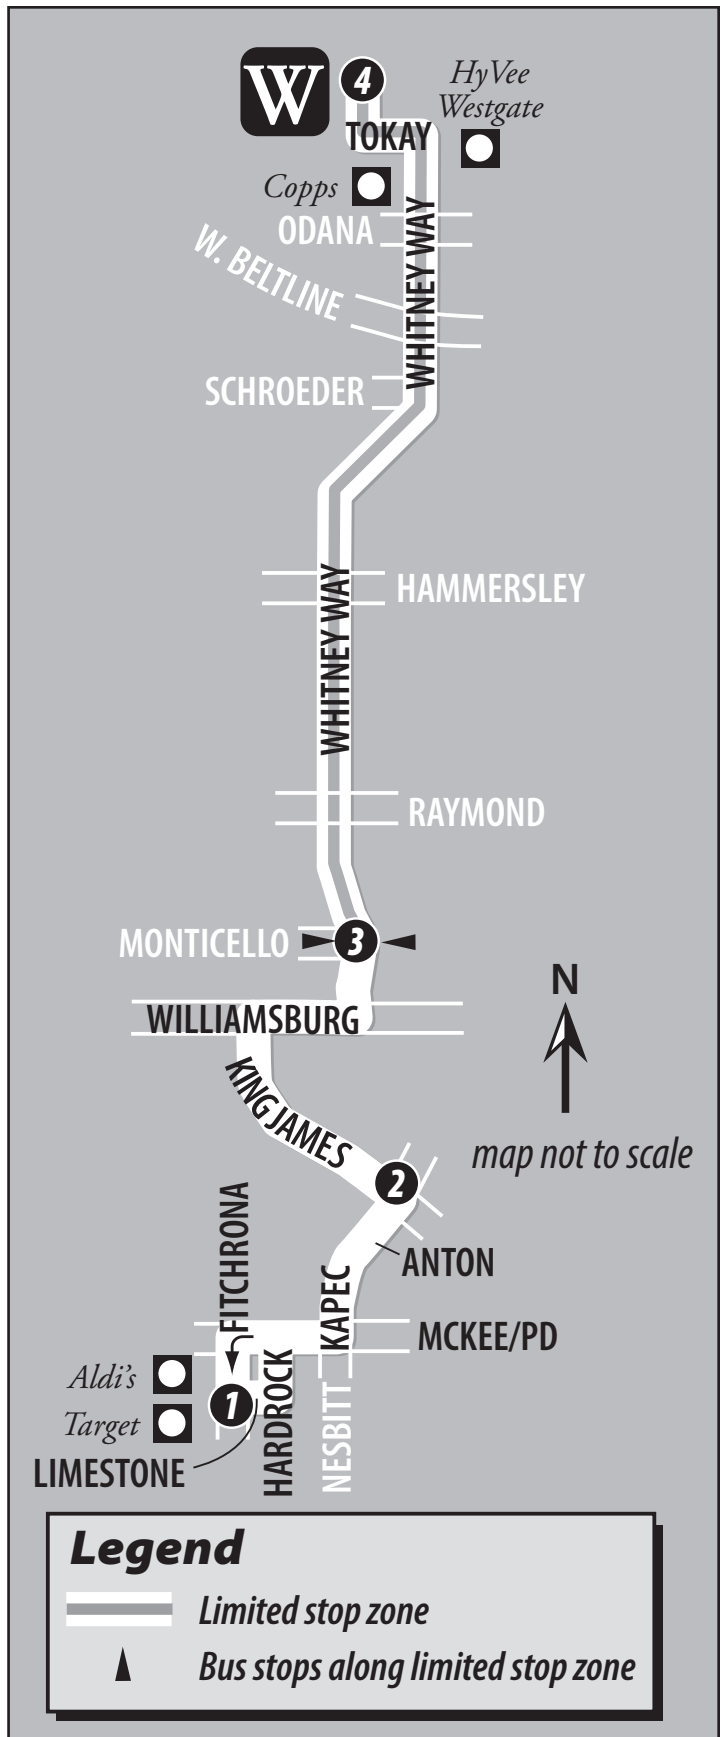 W
4
HyVee
Westgate
TOKAY
Copps
ODANA
WHITNEY WAY
W. BELTLINE
SCHROEDER
HAMMERSLEY
WHITNEY WAY
RAYMOND
MONTICELLO
3
WILLIAMSBURG
N
KING JAMES
map not to scale
2
FITCHRONA
ANTON
KAPEC
MCKEE/PD
Aldi's
1
HARDROCK
NESBITT
Target
LIMESTONE
Legend
Limited stop zone
Bus stops along limited stop zone